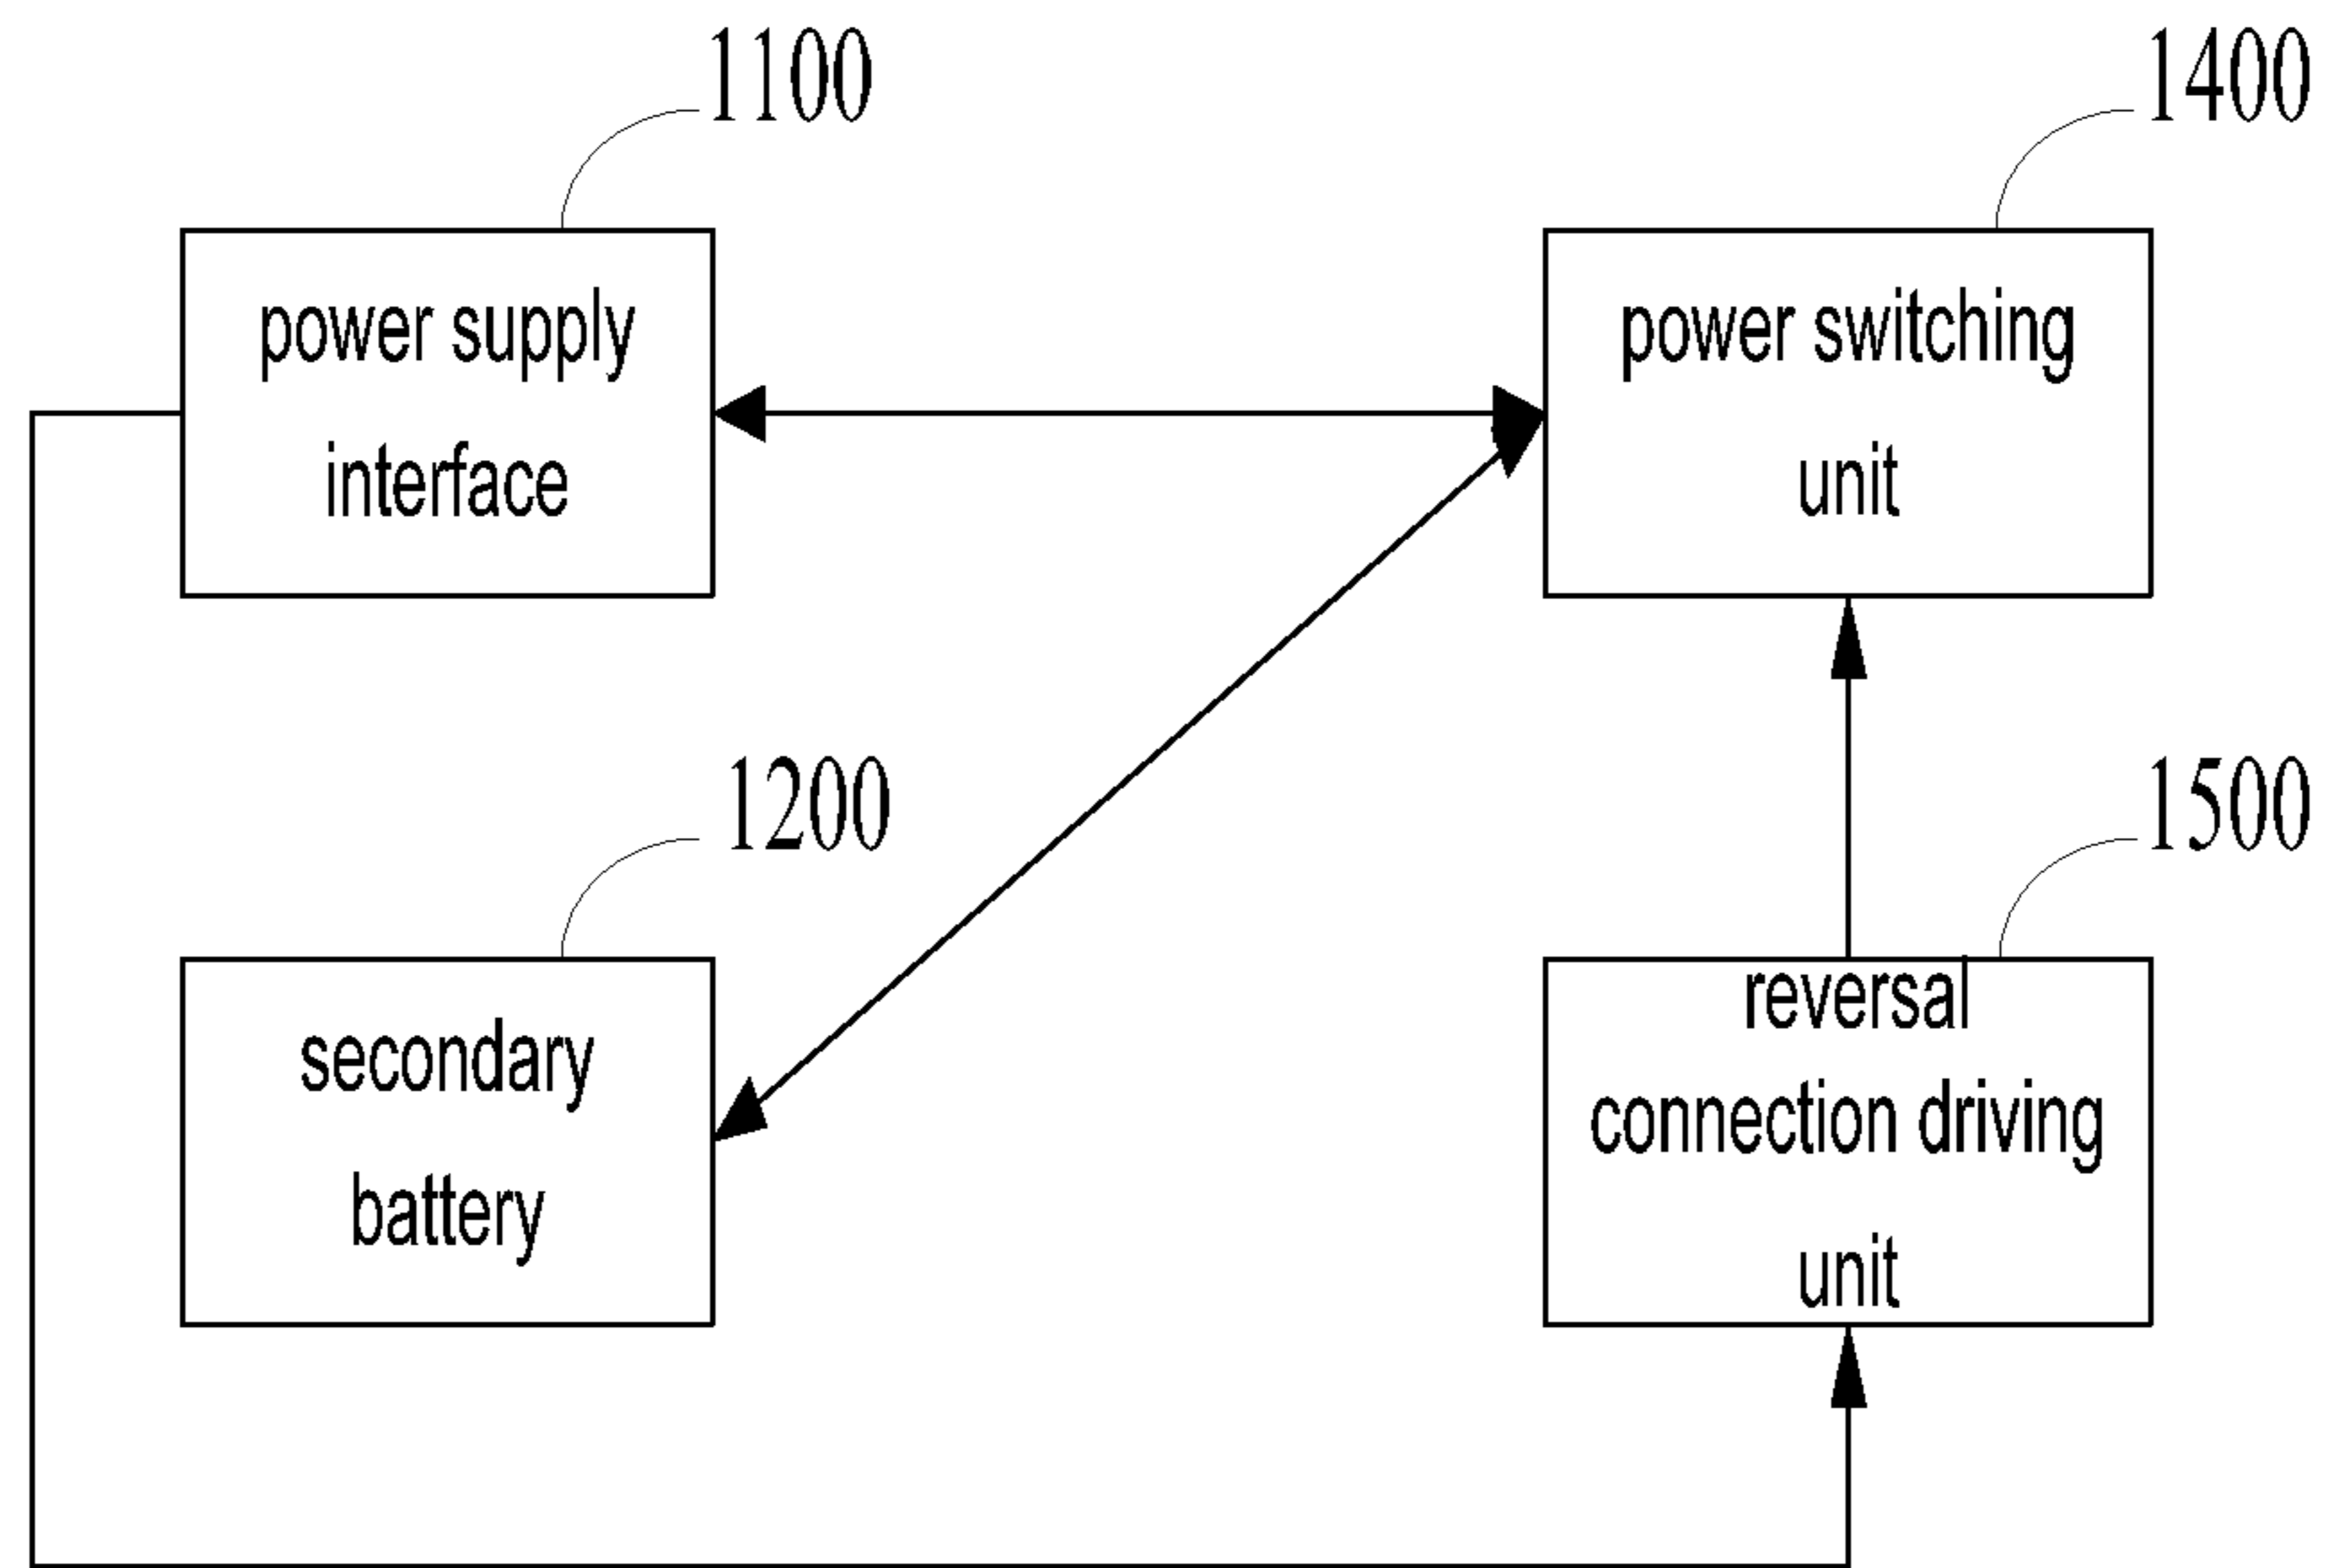 1100
1400
power supply
interface
power switching
unit
1200
1500
secondary
battery
reversal
connection driving
unit